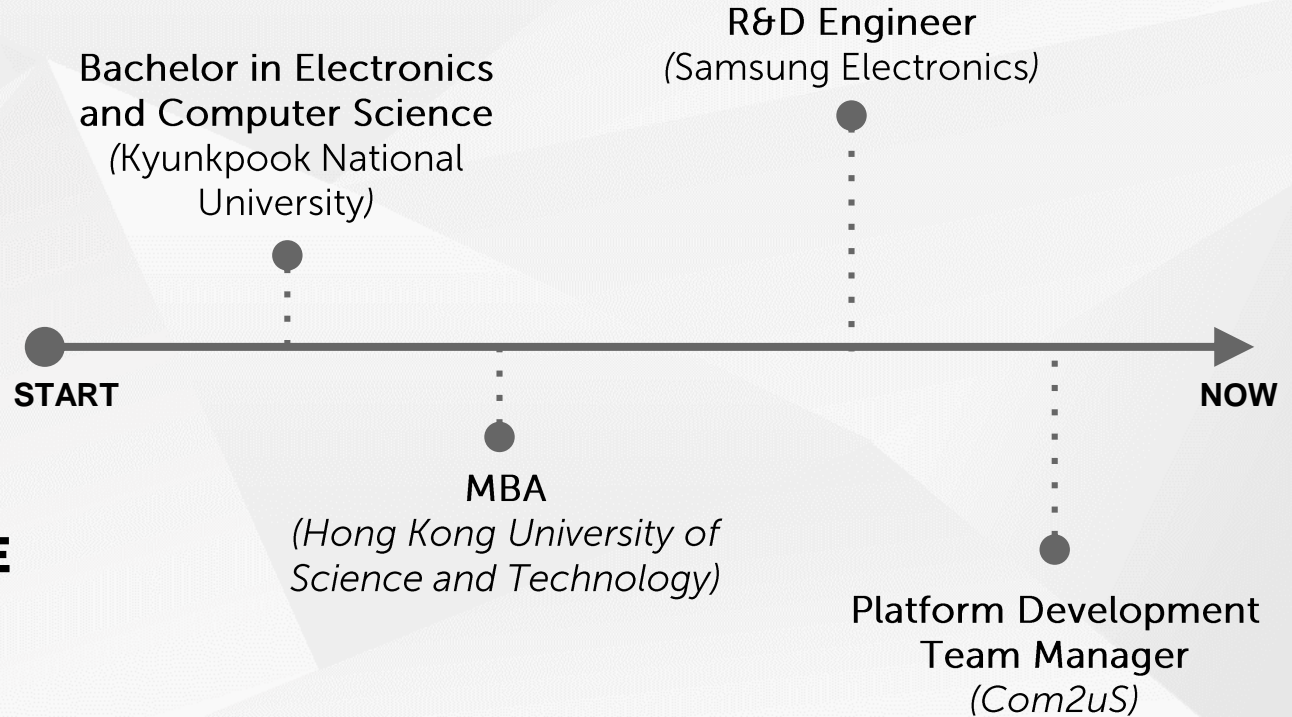 R&D Engineer
(Samsung Electronics)
Bachelor in Electronics
and Computer Science
(Kyunkpook National
University)
START
NOW
MBA
(Hong Kong University of
Science and Technology)
E
Platform Development
Team Manager
(Com2uS)